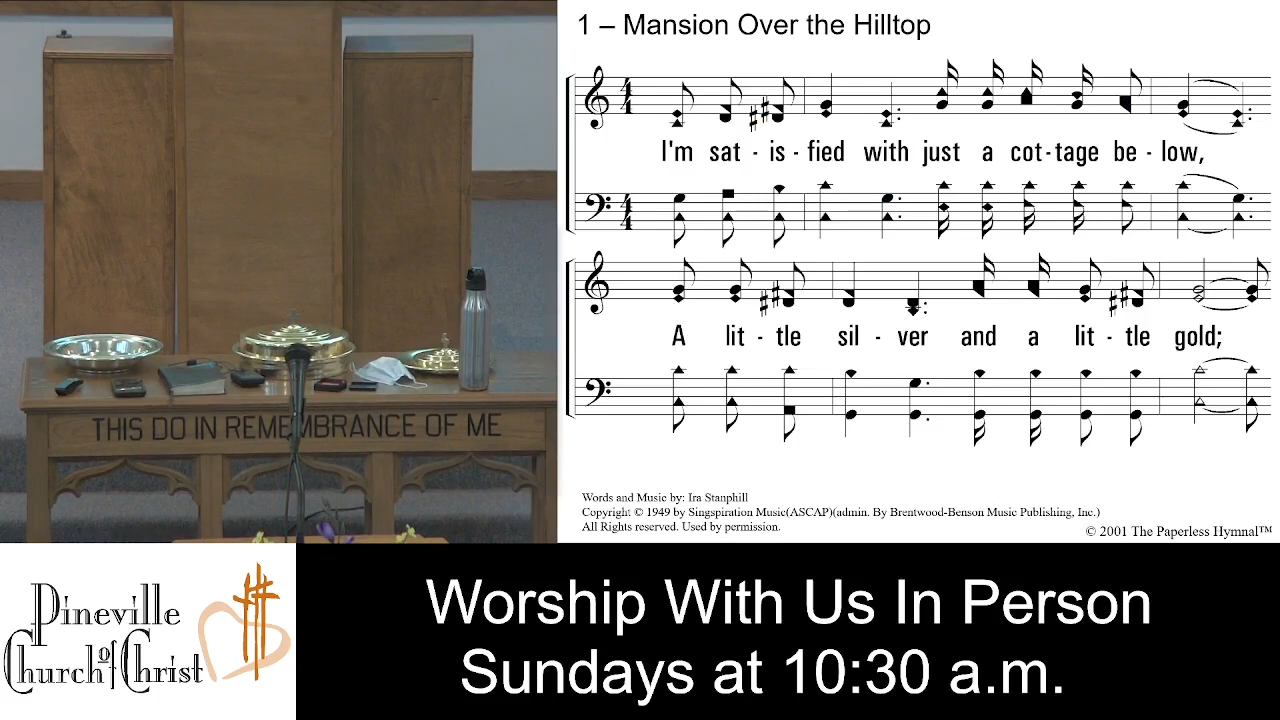 1 – Mansion Over the Hilltop
I'm sat - is - fied with just a cot - tage be - low,
A lit - tle sil - ver and a lit - tle gold;
Words and Music by: Ira Stanphill
Copyright © 1949 by Singspiration Music(ASCAP)(admin. By Brentwood-Benson Music Publishing, Inc.)
All Rights reserved. Used by permission.
© 2001 The Paperless Hymnal™
THIS DO IN REMEMBRANCE OF ME
Pineville
Church of Christ
Worship With Us In Person
Sundays at 10:30 a.m.